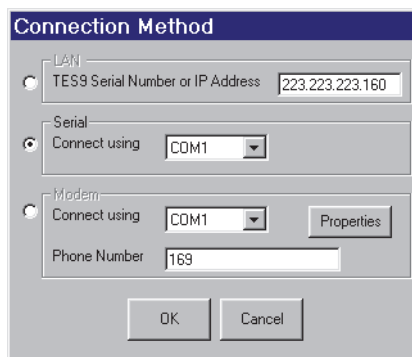 Connection Method
LAN
TES9 Serial Number or IP Address 223.223.223.160
Serial
Connect using COM1
Modem
Connect using COM1 Properties
Phone Number 169
OK Cancel